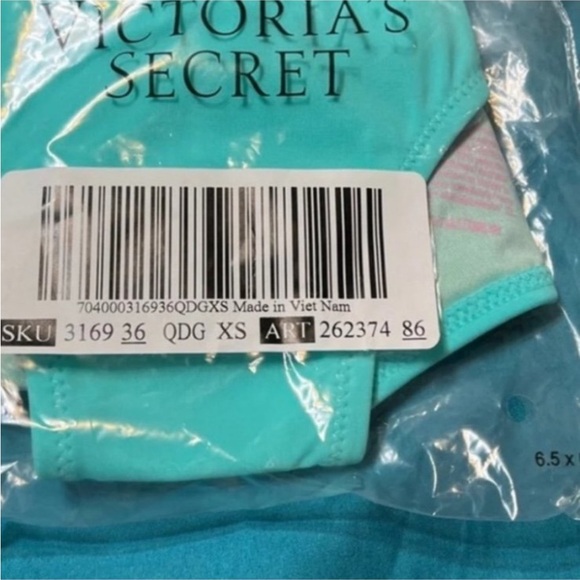 VICTORIA'S
SECRET
704000316936QDGXS Made in Viet Nam
SKU 3169 36 QDG XS ART 262374 86
6.5 x